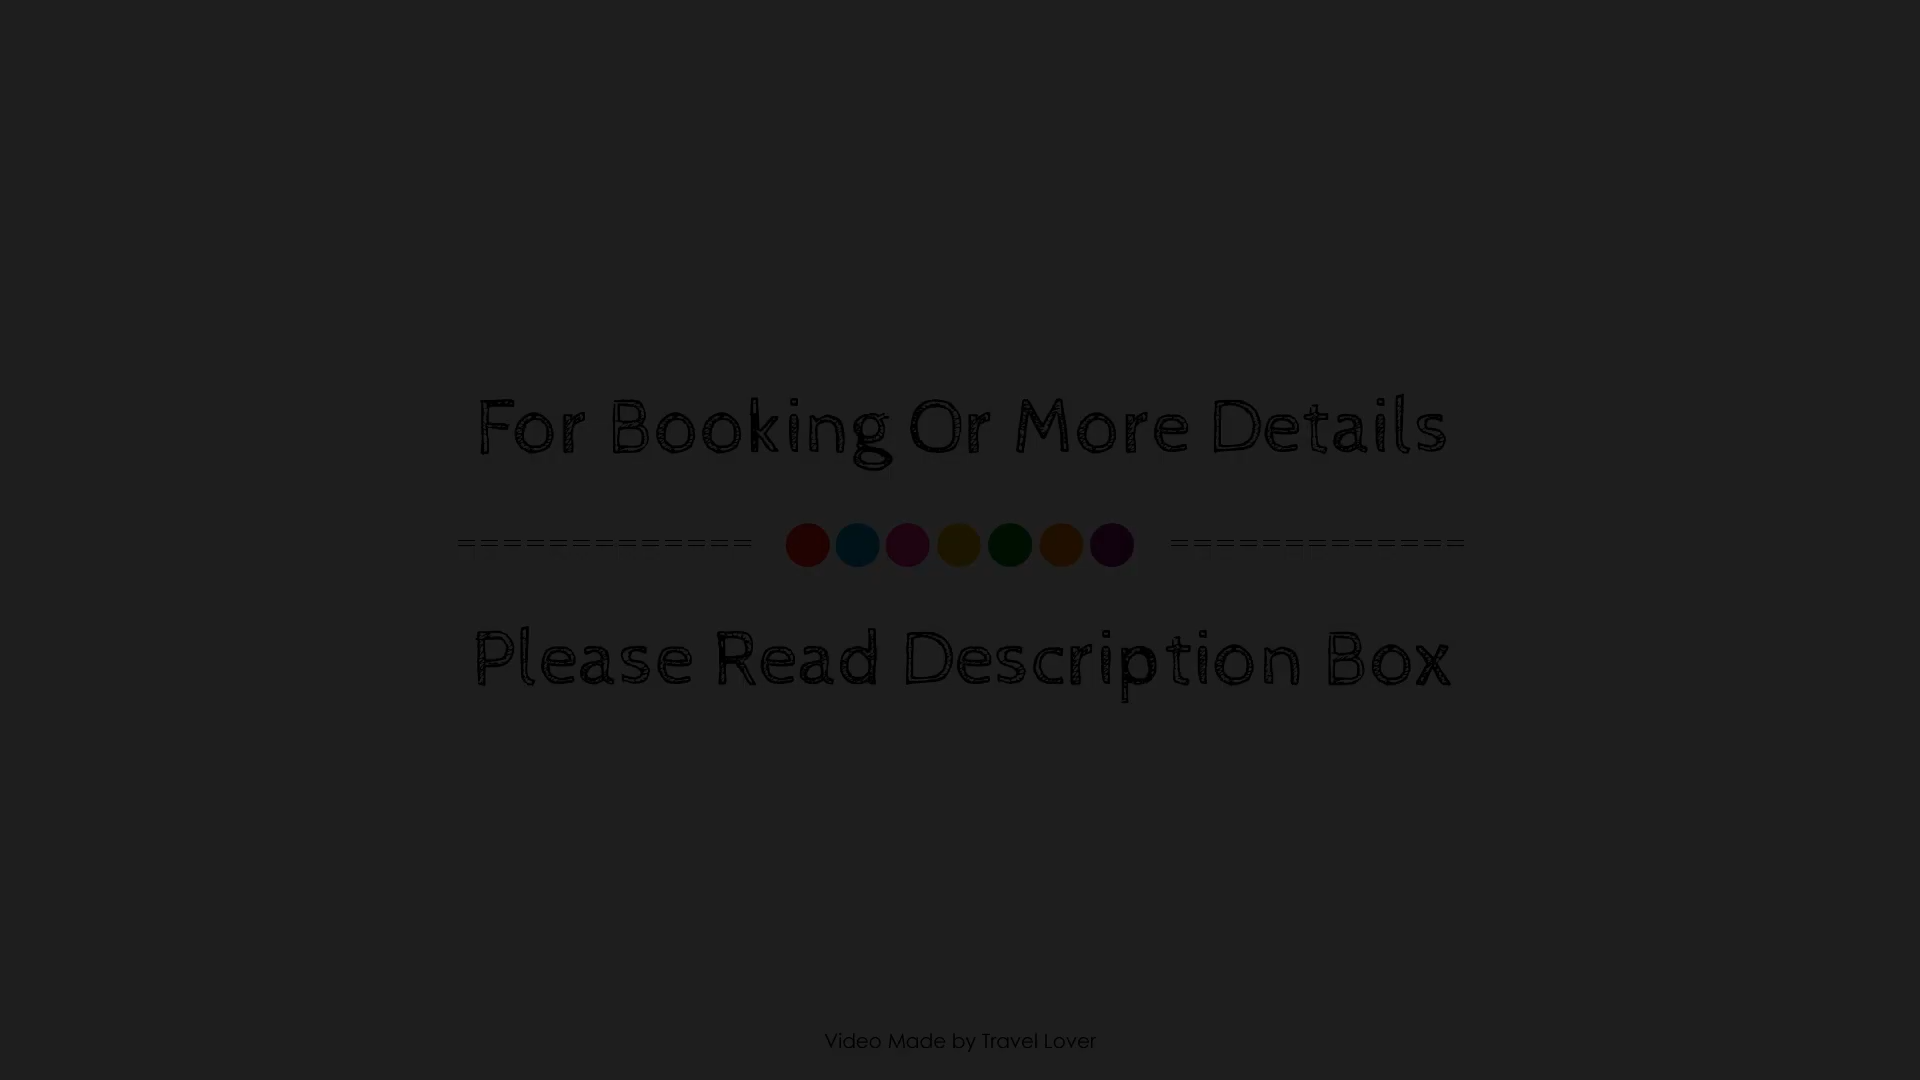 For Booking Or More Details
============= =============
Please Read Description Box
Video Made by Travel Lover